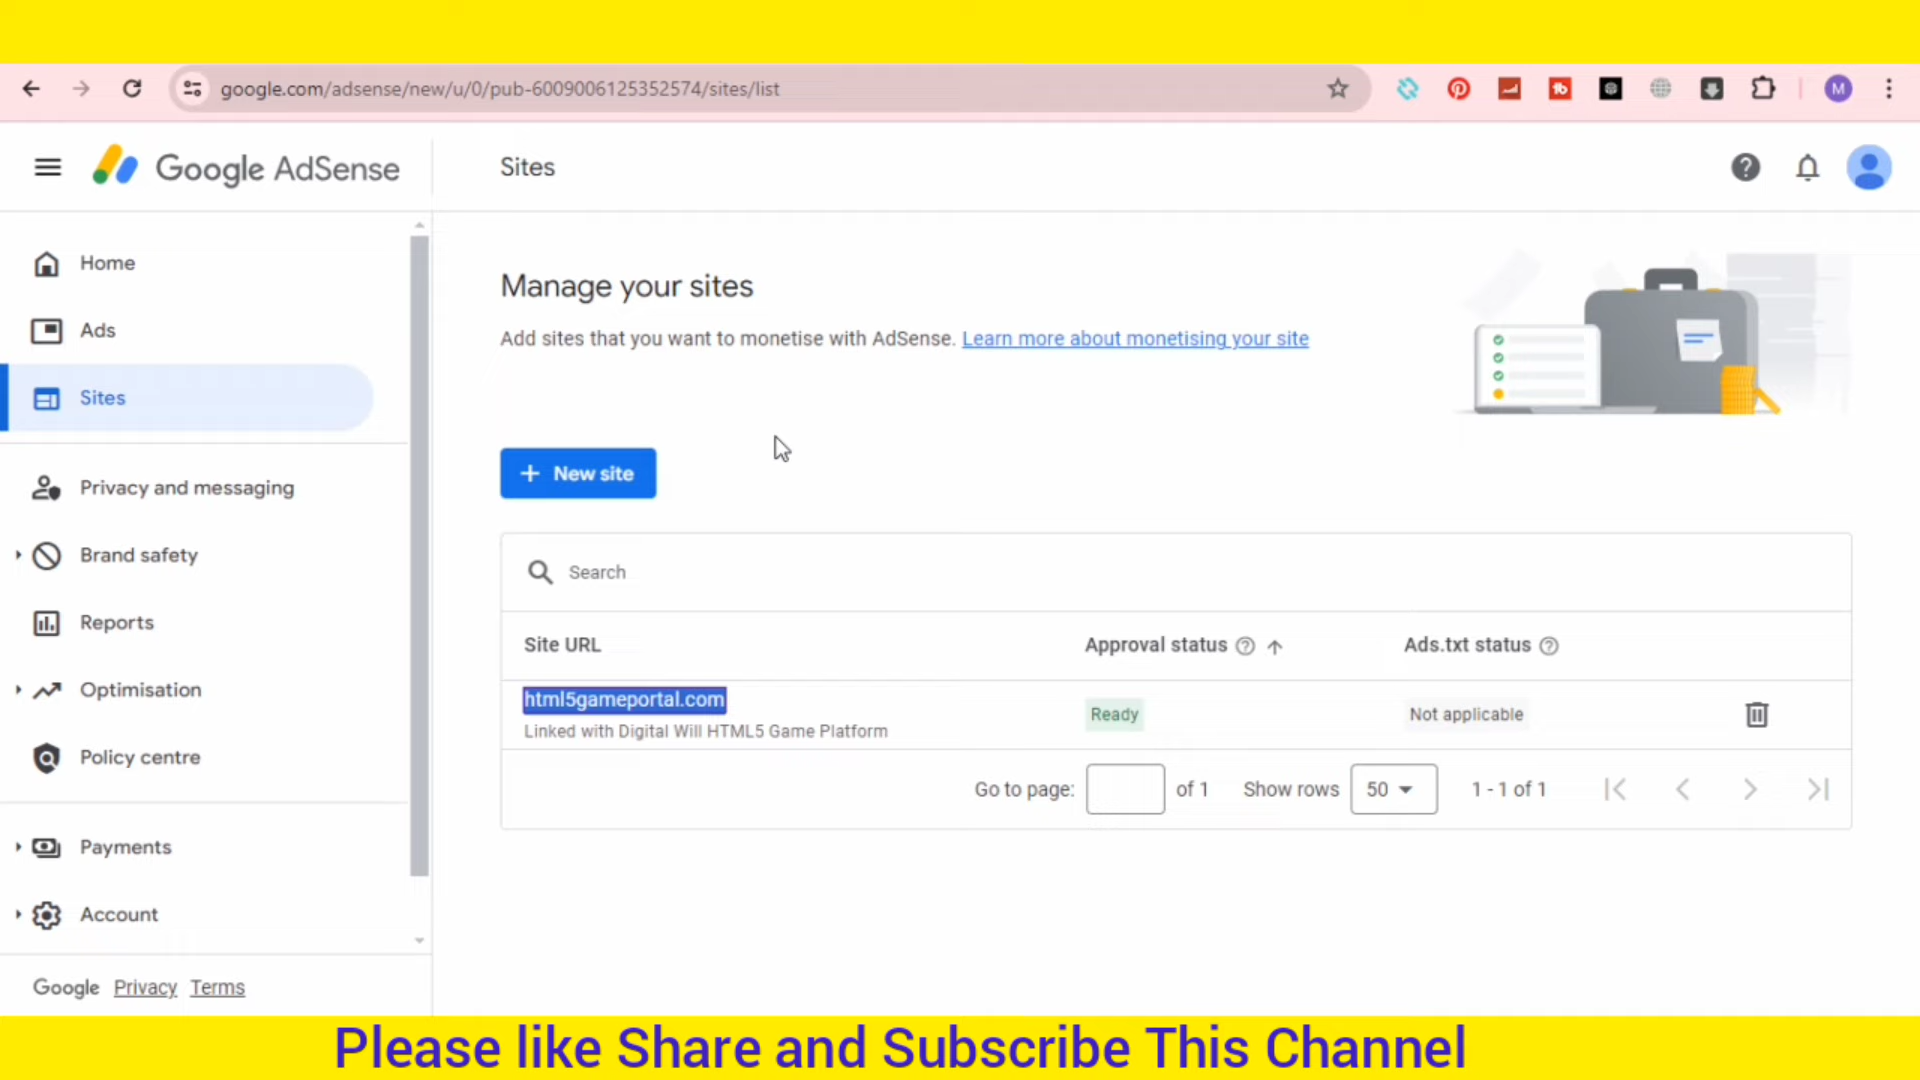 google.com/adsense/new/u/0/pub-6009006125352574/sites/list
M
Google AdSense
Sites
Home
Ads
Sites
Privacy and messaging
Brand safety
Reports
Optimisation
Policy centre
Payments
Account
Google Privacy Terms
Manage your sites
Add sites that you want to monetise with AdSense. Learn more about monetising your site
+ New site
Search
Site URL Approval status Ads.txt status
html5gameportal.com
Linked with Digital Will HTML5 Game Platform
Ready Not applicable
Go to page: of 1 Show rows 50 1 - 1 of 1
Please like Share and Subscribe This Channel